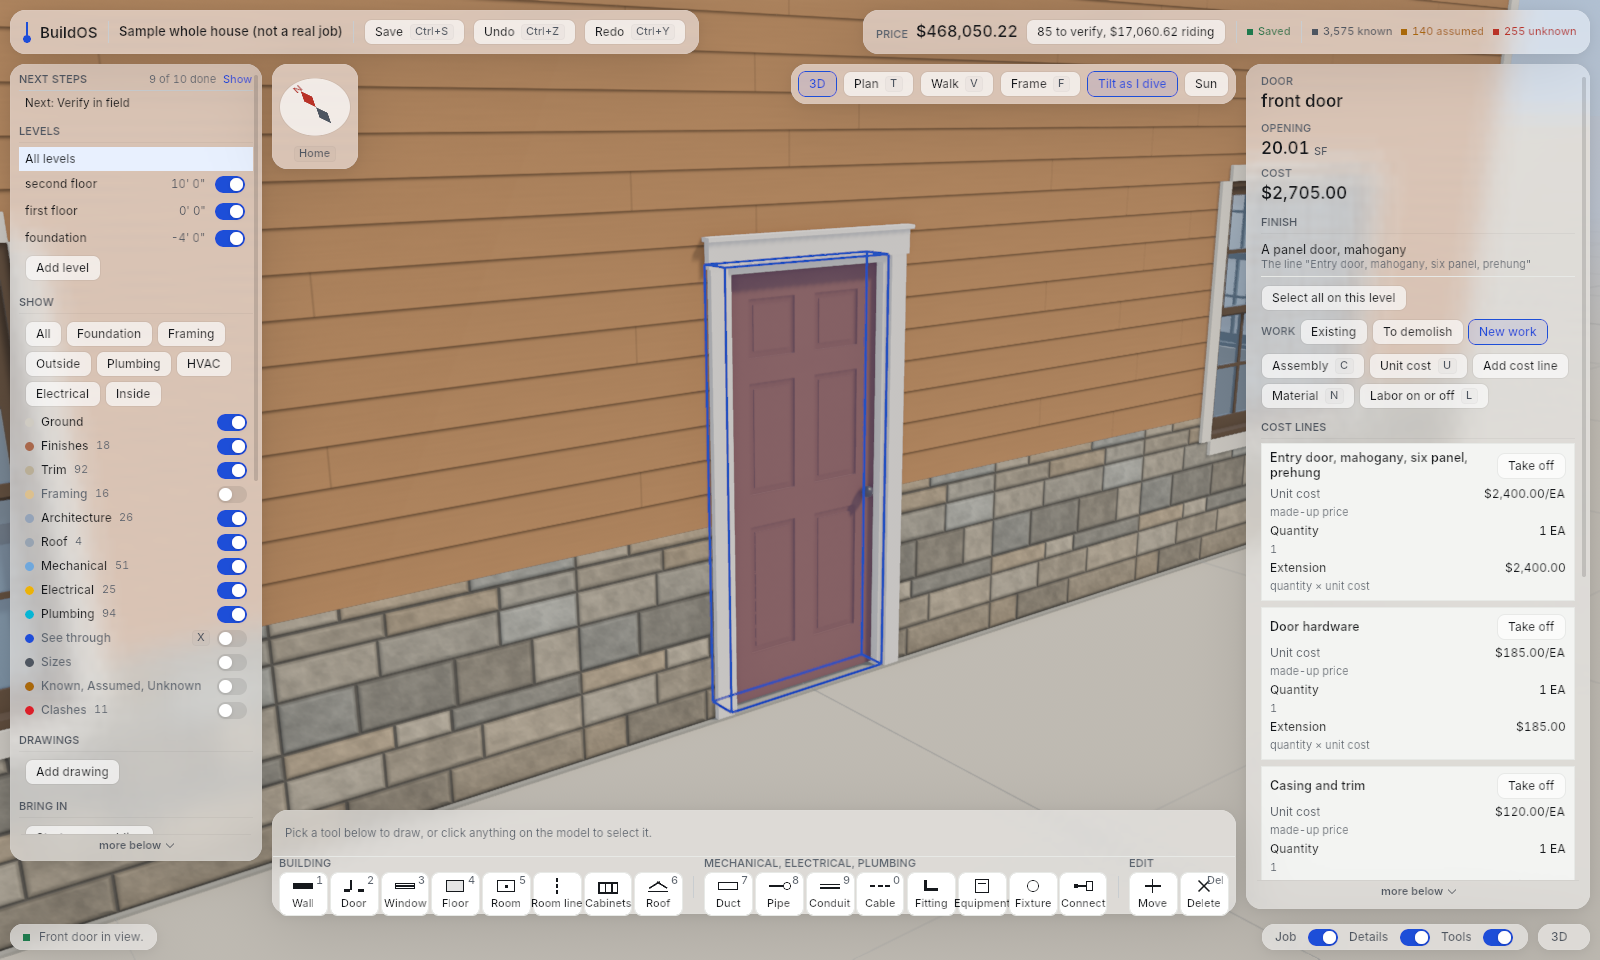 BuildOS
Sample whole house (not a real job)
Save Ctrl+S
Undo Ctrl+Z
Redo Ctrl+Y
PRICE $468,050.22
85 to verify, $17,060.62 riding
Saved
3,575 known
140 assumed
255 unknown
NEXT STEPS 9 of 10 done Show
Next: Verify in field
LEVELS
All levels
second floor 10' 0"
first floor 0' 0"
foundation -4' 0"
Add level
SHOW
All Foundation Framing
Outside Plumbing HVAC
Electrical Inside
Ground
Finishes 18
Trim 92
Framing 16
Architecture 26
Roof 4
Mechanical 51
Electrical 25
Plumbing 94
See through X
Sizes
Known, Assumed, Unknown
Clashes 11
DRAWINGS
Add drawing
BRING IN
more below
N
Home
3D
Plan T
Walk V
Frame F
Tilt as I dive
Sun
DOOR
front door
OPENING
20.01 SF
COST
$2,705.00
FINISH
A panel door, mahogany
The line "Entry door, mahogany, six panel, prehung"
Select all on this level
WORK Existing To demolish New work
Assembly C Unit cost U Add cost line
Material N Labor on or off L
COST LINES
Entry door, mahogany, six panel,
prehung
Take off
Unit cost $2,400.00/EA
made-up price
Quantity 1 EA
1
Extension $2,400.00
quantity × unit cost
Door hardware Take off
Unit cost $185.00/EA
made-up price
Quantity 1 EA
1
Extension $185.00
quantity × unit cost
Casing and trim Take off
Unit cost $120.00/EA
made-up price
Quantity 1 EA
1
more below
Pick a tool below to draw, or click anything on the model to select it.
BUILDING
1 Wall
2 Door
3 Window
4 Floor
5 Room
Room line
Cabinets
6 Roof
MECHANICAL, ELECTRICAL, PLUMBING
7 Duct
8 Pipe
9 Conduit
0 Cable
Fitting
Equipment
Fixture
Connect
EDIT
Move
Del Delete
Front door in view.
Job Details Tools 3D